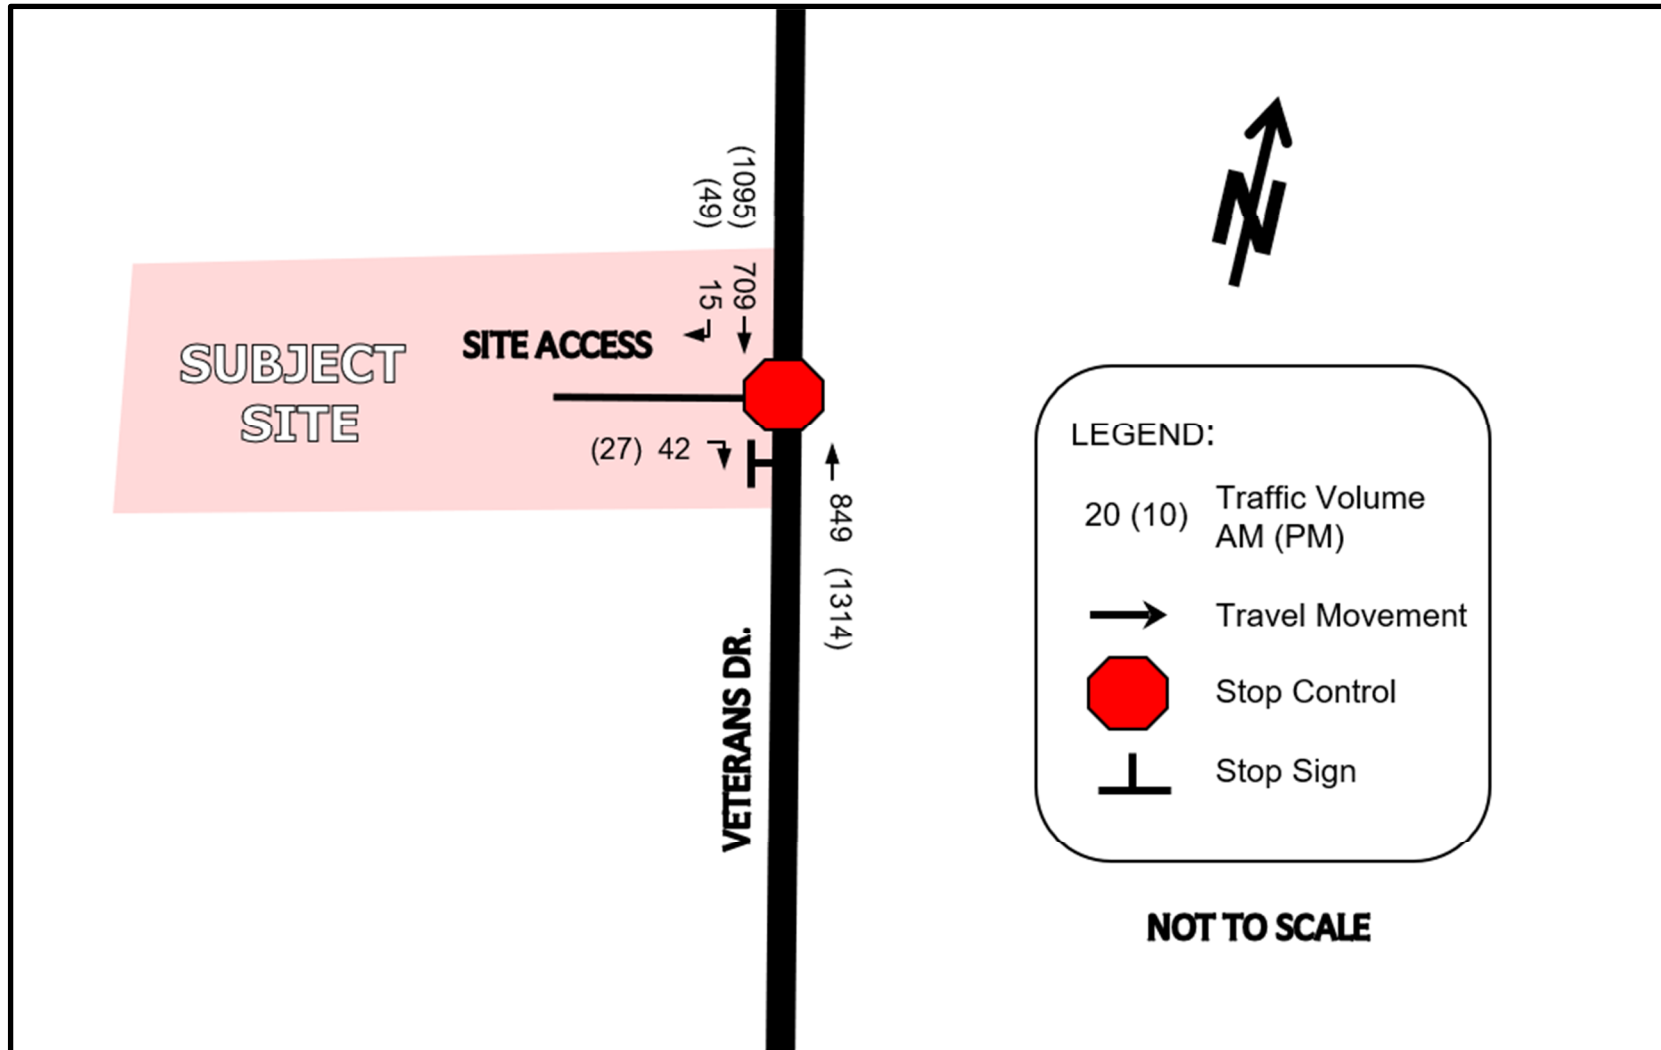 (1095)
(49)
709
15
SITE ACCESS
SUBJECT
SITE
(27) 42
849 (1314)
VETERANS DR.
N
LEGEND:
20 (10)
Traffic Volume
AM (PM)
Travel Movement
Stop Control
Stop Sign
NOT TO SCALE